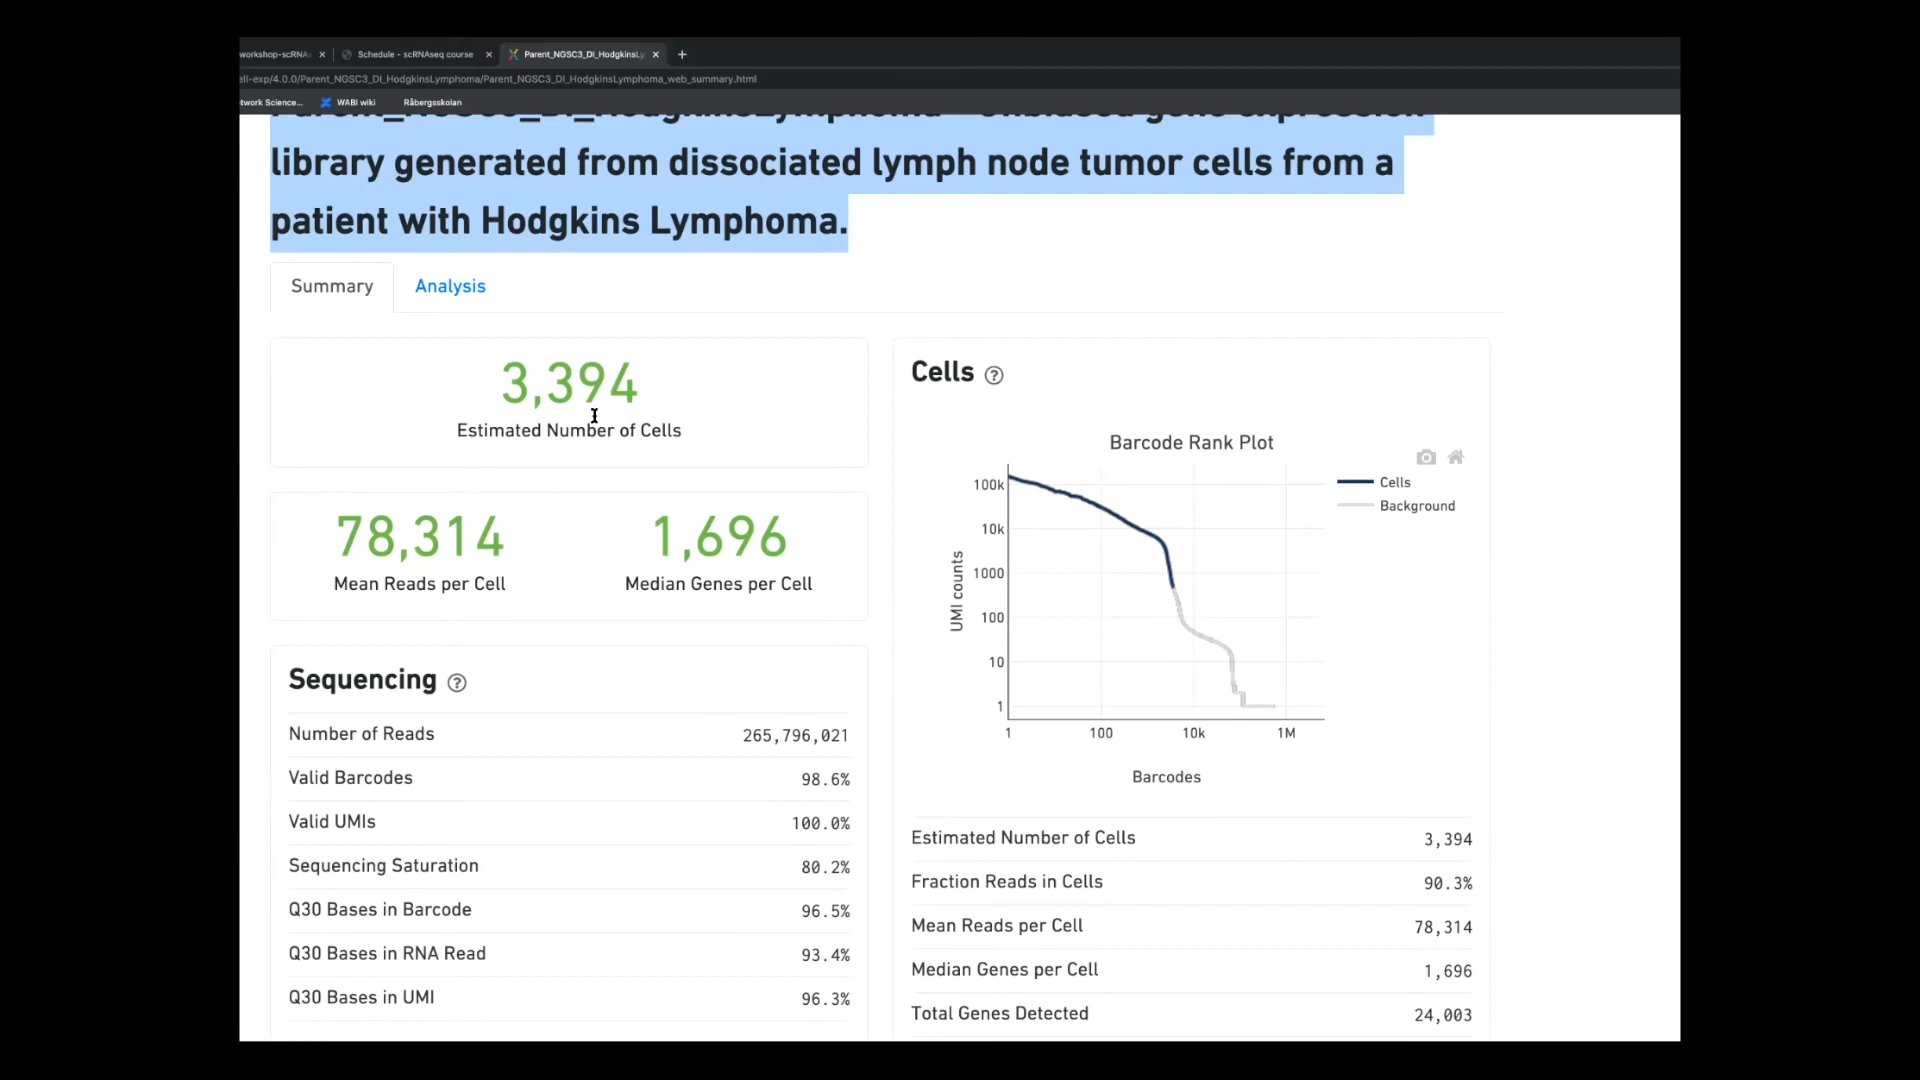 workshop-scRNA
Schedule - scRNAseq course
Parent_NGSC3_DI_HodgkinsLy
ell-exp/4.0.0/Parent_NGSC3_DI_HodgkinsLymphoma/Parent_NGSC3_DI_HodgkinsLymphoma_web_summary.html
twork Science...
WABI wiki
Råbergsskolan
Parent_NGSC3_DI_HodgkinsLymphoma - Unbiased gene expression
library generated from dissociated lymph node tumor cells from a
patient with Hodgkins Lymphoma.
Summary
Analysis
3,394
Estimated Number of Cells
78,314
Mean Reads per Cell
1,696
Median Genes per Cell
Sequencing ?
Number of Reads 265,796,021
Valid Barcodes 98.6%
Valid UMIs 100.0%
Sequencing Saturation 80.2%
Q30 Bases in Barcode 96.5%
Q30 Bases in RNA Read 93.4%
Q30 Bases in UMI 96.3%
Cells ?
Barcode Rank Plot
Cells
Background
100k
10k
1000
100
10
1
UMI counts
1 100 10k 1M
Barcodes
Estimated Number of Cells 3,394
Fraction Reads in Cells 90.3%
Mean Reads per Cell 78,314
Median Genes per Cell 1,696
Total Genes Detected 24,003